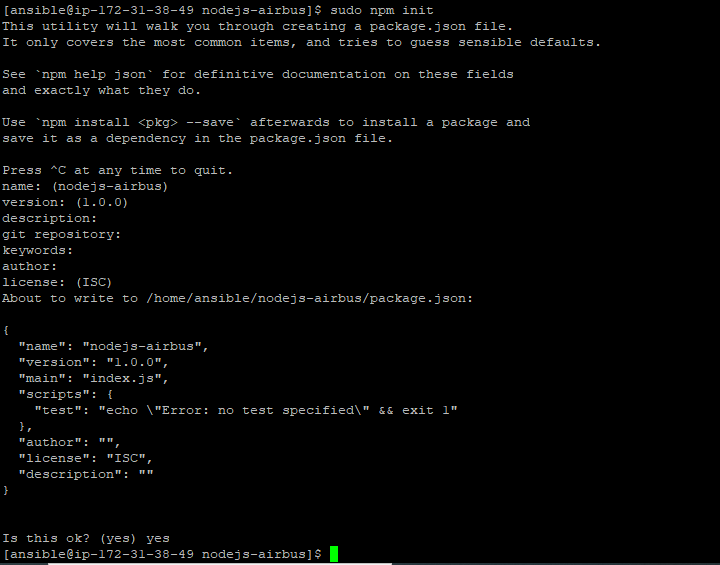 [ansible@ip-172-31-38-49 nodejs-airbus]$ sudo npm init
This utility will walk you through creating a package.json file.
It only covers the most common items, and tries to guess sensible defaults.

See `npm help json` for definitive documentation on these fields
and exactly what they do.

Use `npm install <pkg> --save` afterwards to install a package and
save it as a dependency in the package.json file.

Press ^C at any time to quit.
name: (nodejs-airbus)
version: (1.0.0)
description:
git repository:
keywords:
author:
license: (ISC)
About to write to /home/ansible/nodejs-airbus/package.json:

{
  "name": "nodejs-airbus",
  "version": "1.0.0",
  "main": "index.js",
  "scripts": {
    "test": "echo \"Error: no test specified\" && exit 1"
  },
  "author": "",
  "license": "ISC",
  "description": ""
}


Is this ok? (yes) yes
[ansible@ip-172-31-38-49 nodejs-airbus]$